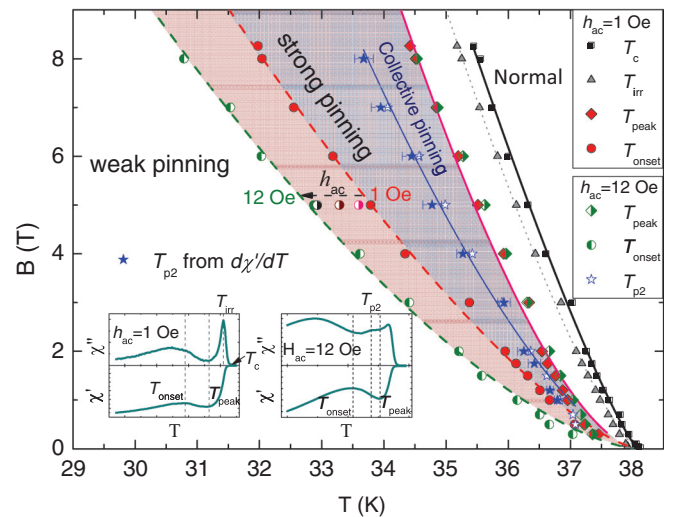 h_ac=1 Oe
T_c
T_irr
T_peak
T_onset
h_ac=12 Oe
T_peak
T_onset
T_p2
Normal
strong pinning
Collective pinning
weak pinning
h_ac
12 Oe
1 Oe
T_p2 from dχ'/dT
T_irr
h_ac=1 Oe
χ''
χ'
T_c
T_onset
T_peak
T
T_p2
H_ac=12 Oe
χ''
χ'
T_onset
T_peak
T
B (T)
8
6
4
2
0
29 30 31 32 33 34 35 36 37 38
T (K)